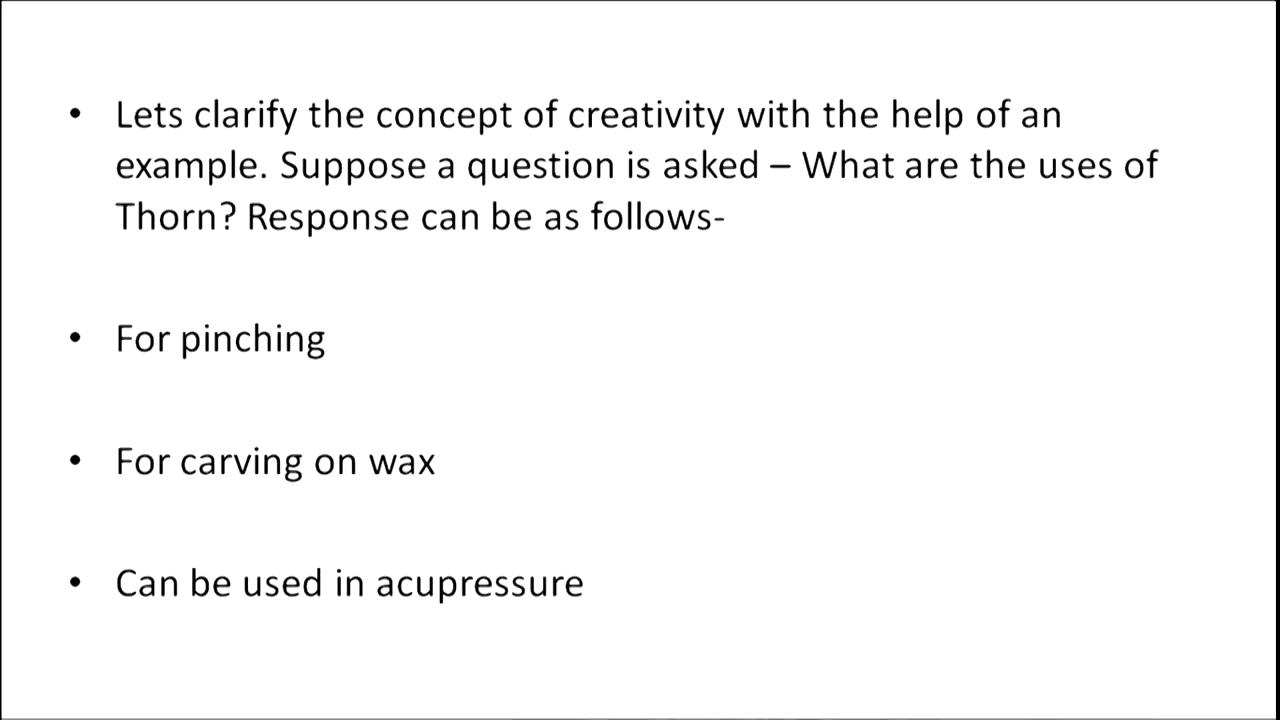 • Lets clarify the concept of creativity with the help of an
example. Suppose a question is asked – What are the uses of
Thorn? Response can be as follows-
• For pinching
• For carving on wax
• Can be used in acupressure